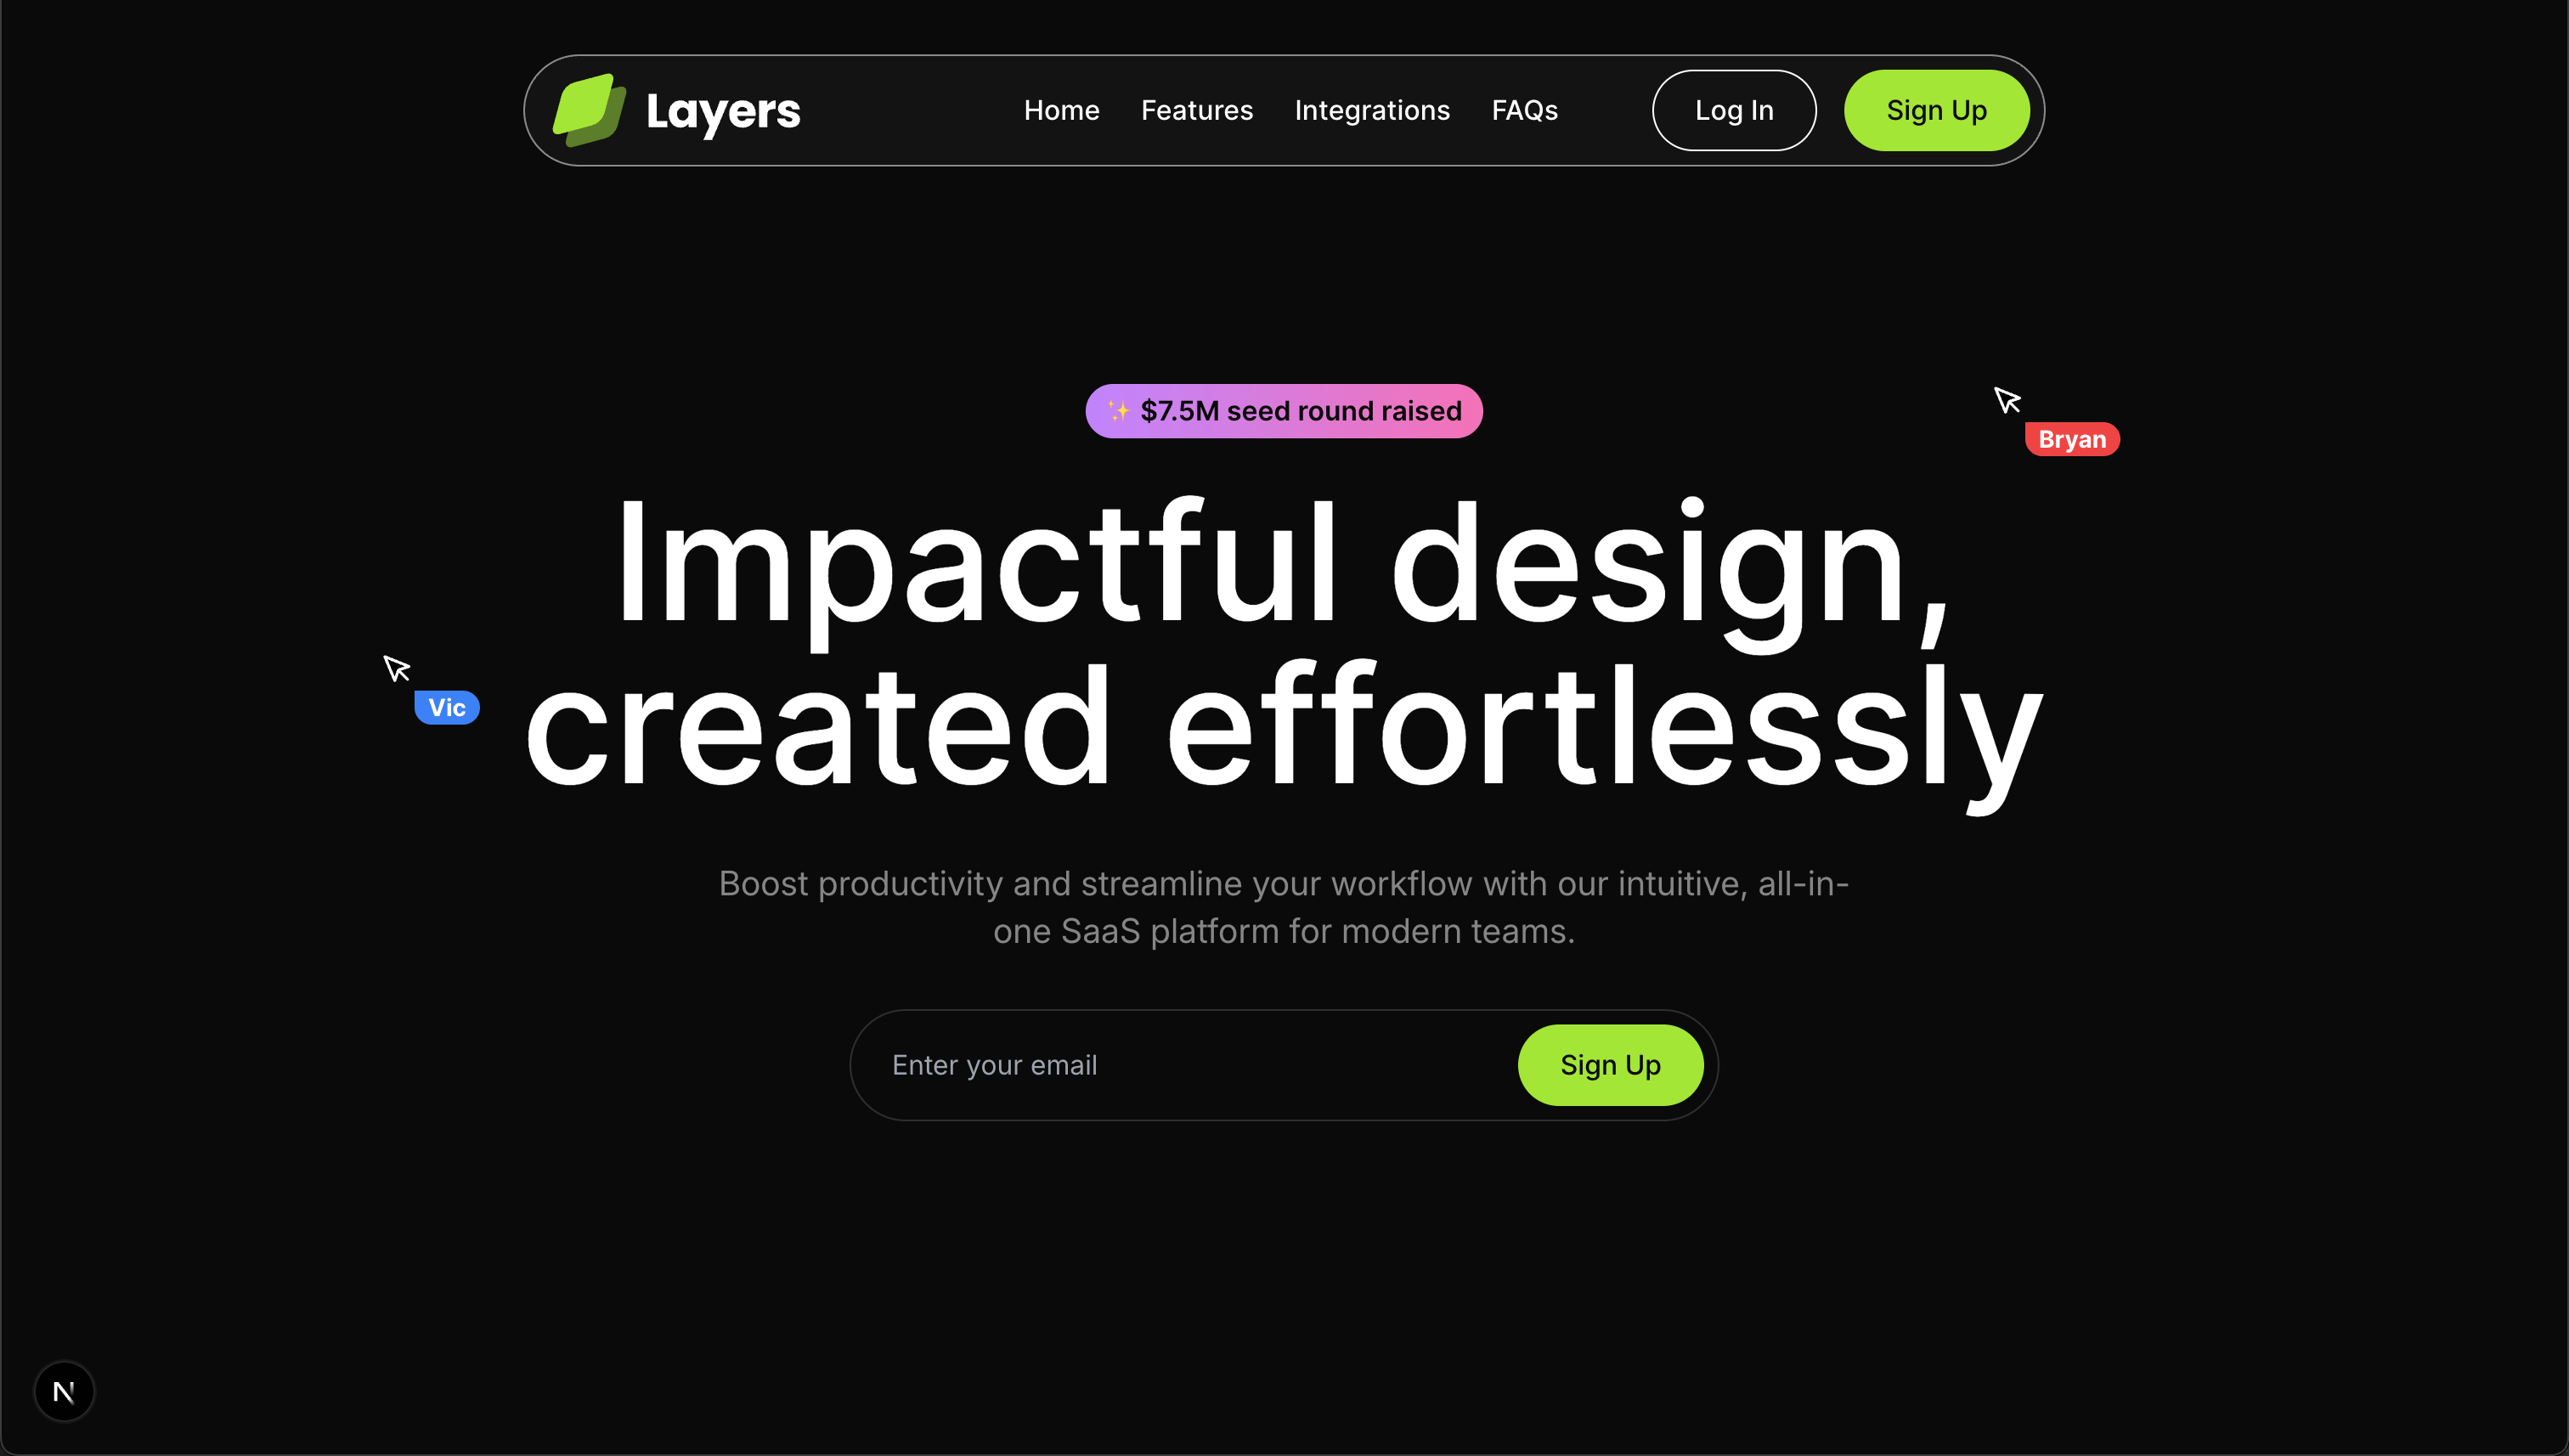 Layers
Home Features Integrations FAQs Log In Sign Up
✨ $7.5M seed round raised
Bryan
Impactful design,
Vic
created effortlessly
Boost productivity and streamline your workflow with our intuitive, all-in-
one SaaS platform for modern teams.
Enter your email Sign Up
N